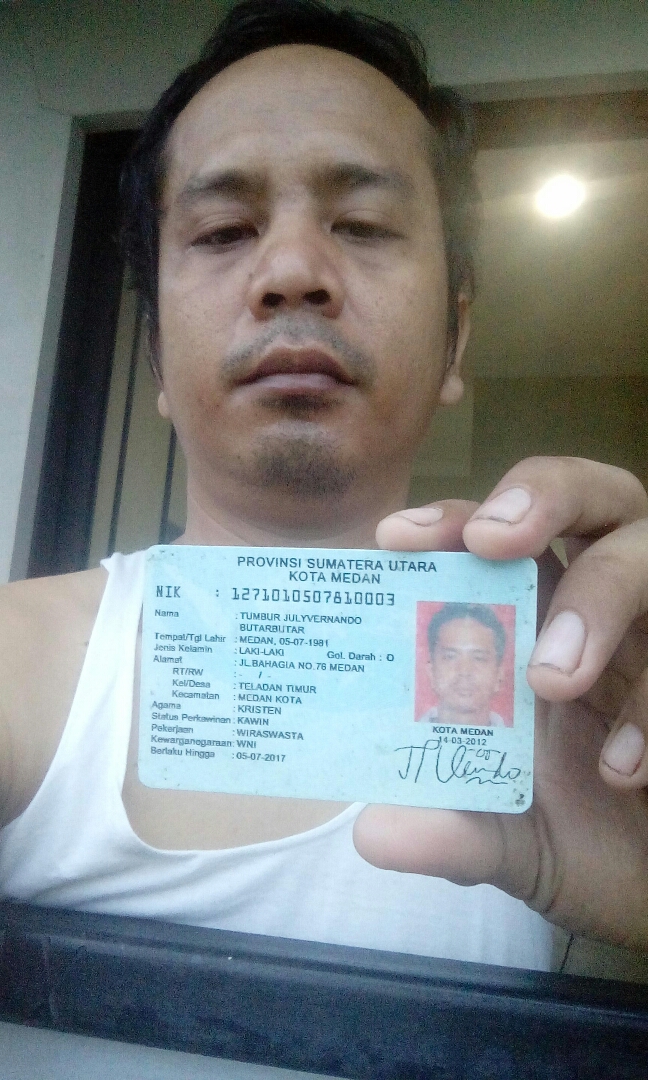 PROVINSI SUMATERA UTARA
KOTA MEDAN
NIK : 1271010507810003
Nama : TUMBUR JULYVERNANDO
BUTARBUTAR
Tempat/Tgl Lahir : MEDAN, 05-07-1981
Jenis Kelamin : LAKI-LAKI Gol. Darah : O
Alamat : JL.BAHAGIA NO.76 MEDAN
RT/RW : - / -
Kel/Desa : TELADAN TIMUR
Kecamatan : MEDAN KOTA
Agama : KRISTEN
Status Perkawinan : KAWIN
Pekerjaan : WIRASWASTA
Kewarganegaraan : WNI
Berlaku Hingga : 05-07-2017
KOTA MEDAN
14-03-2012